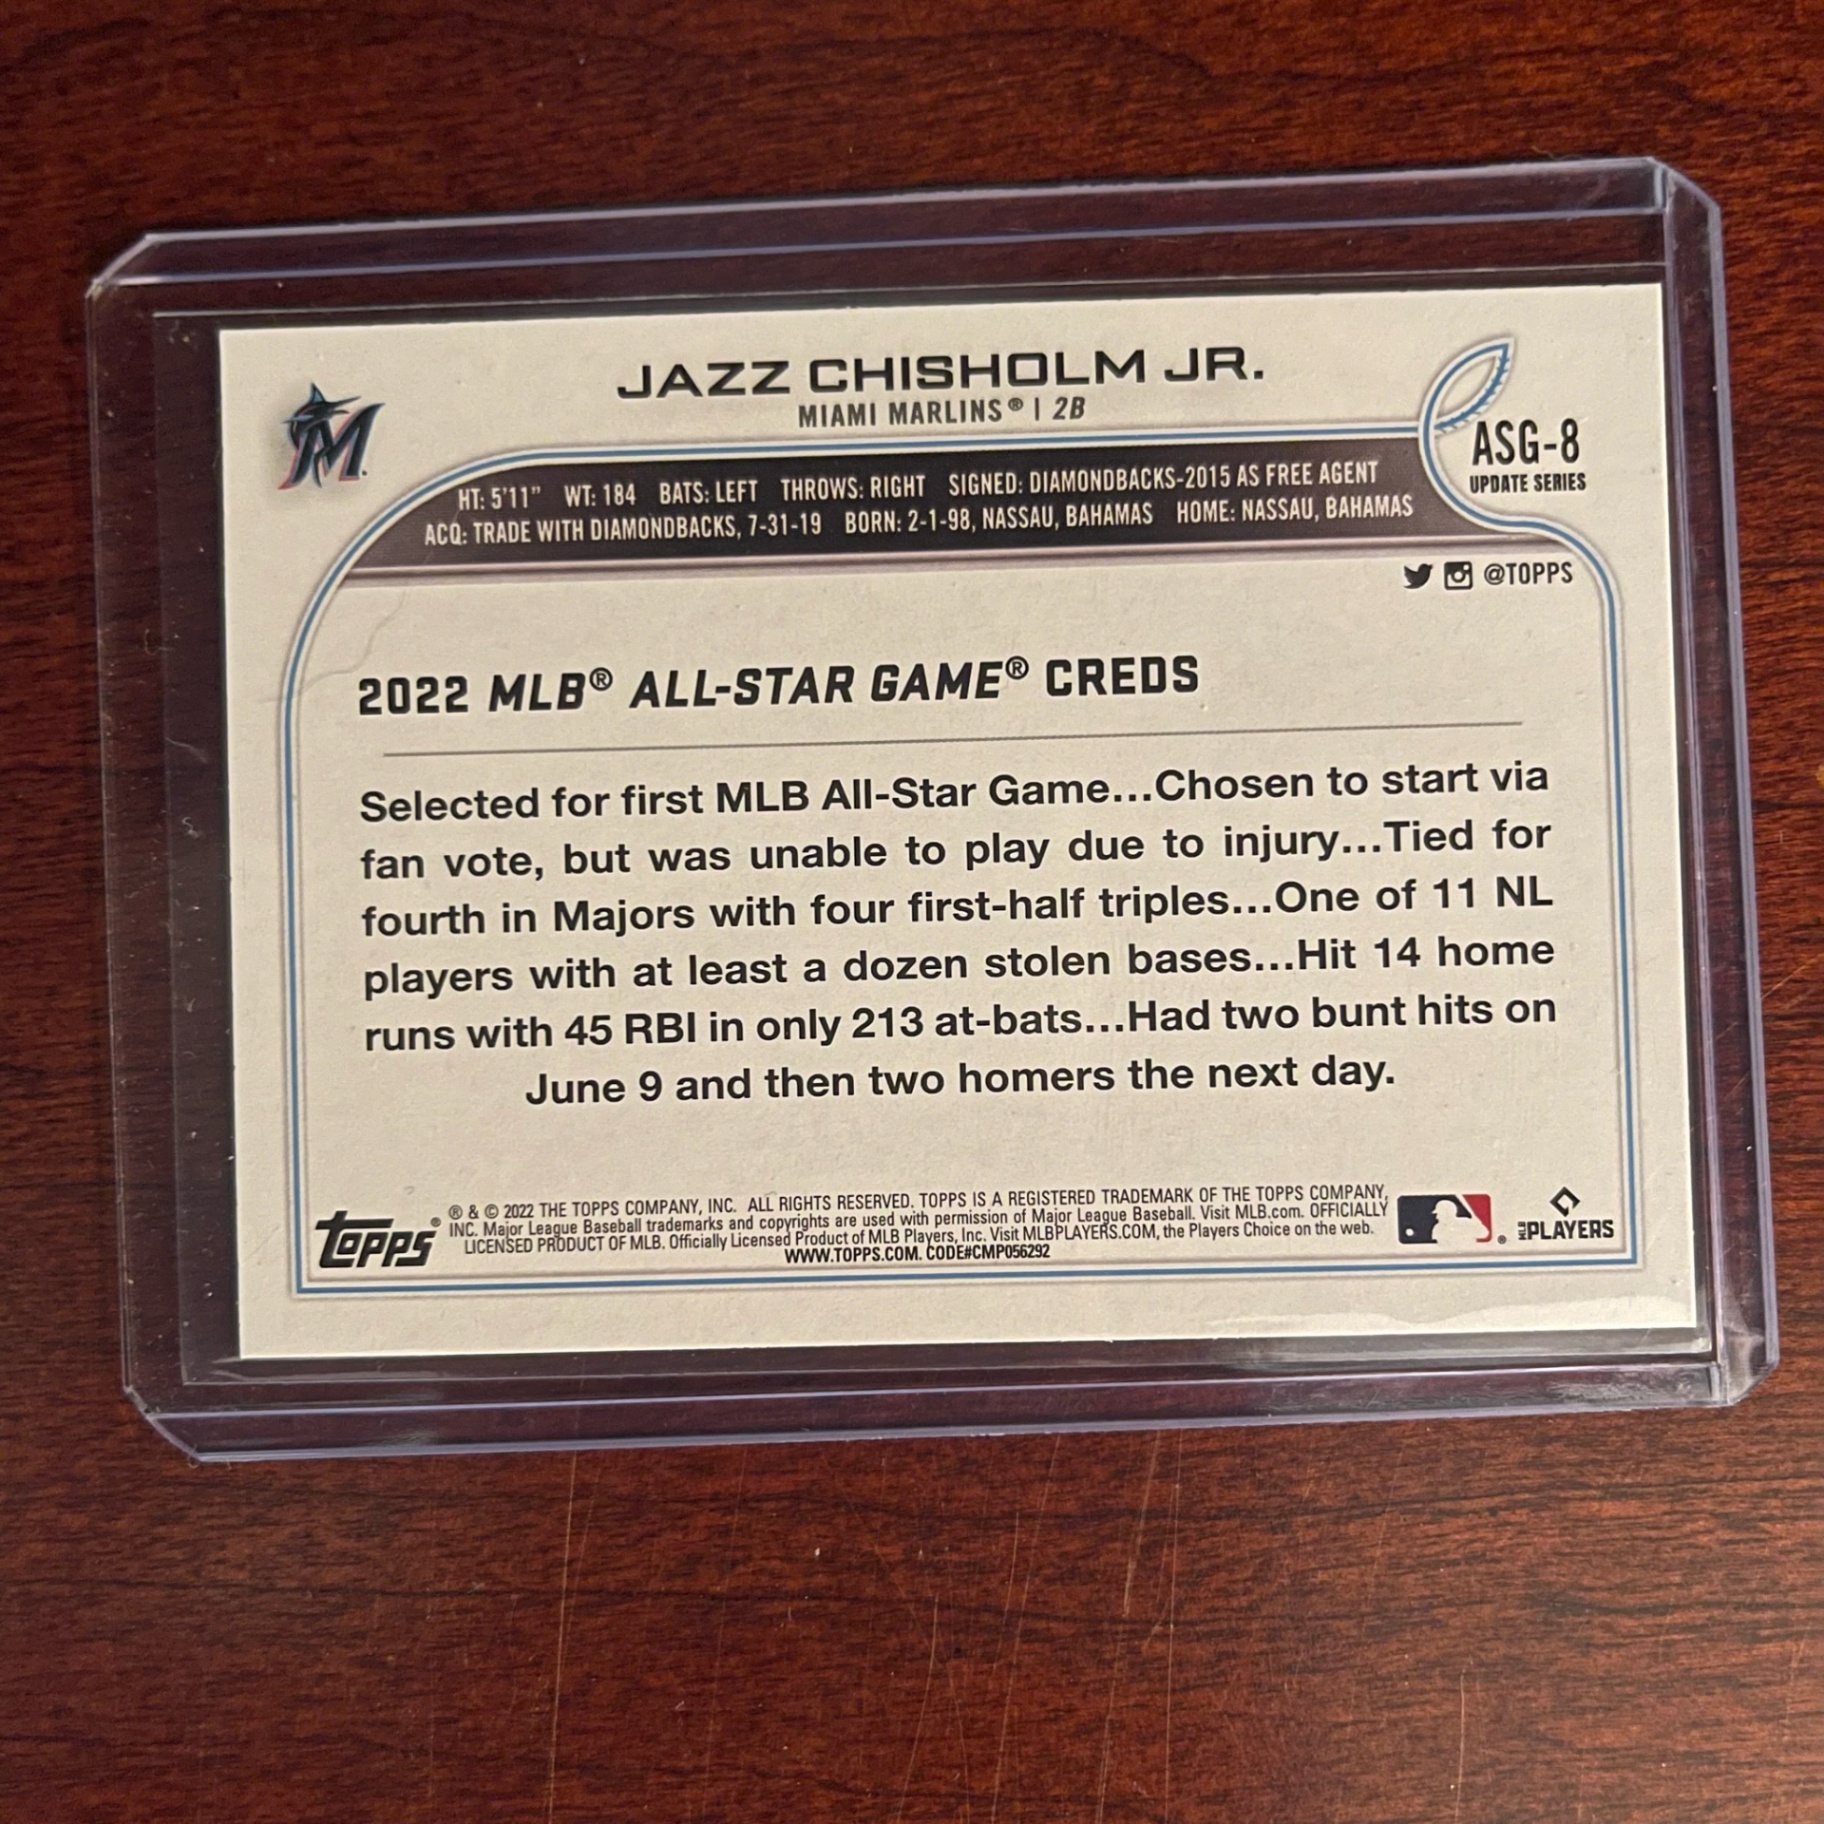 JAZZ CHISHOLM JR.
MIAMI MARLINS® | 2B
M
ASG-8
UPDATE SERIES
HT: 5'11" WT: 184 BATS: LEFT THROWS: RIGHT SIGNED: DIAMONDBACKS-2015 AS FREE AGENT
ACQ: TRADE WITH DIAMONDBACKS, 7-31-19 BORN: 2-1-98, NASSAU, BAHAMAS HOME: NASSAU, BAHAMAS
@TOPPS
2022 MLB® ALL-STAR GAME® CREDS
Selected for first MLB All-Star Game...Chosen to start via
fan vote, but was unable to play due to injury...Tied for
fourth in Majors with four first-half triples...One of 11 NL
players with at least a dozen stolen bases...Hit 14 home
runs with 45 RBI in only 213 at-bats...Had two bunt hits on
June 9 and then two homers the next day.
topps®
® & © 2022 THE TOPPS COMPANY, INC. ALL RIGHTS RESERVED. TOPPS IS A REGISTERED TRADEMARK OF THE TOPPS COMPANY,
INC. Major League Baseball trademarks and copyrights are used with permission of Major League Baseball. Visit MLB.com. OFFICIALLY
LICENSED PRODUCT OF MLB. Officially Licensed Product of MLB Players, Inc. Visit MLBPLAYERS.COM, the Players Choice on the web.
WWW.TOPPS.COM. CODE#CMP056292
MLB PLAYERS